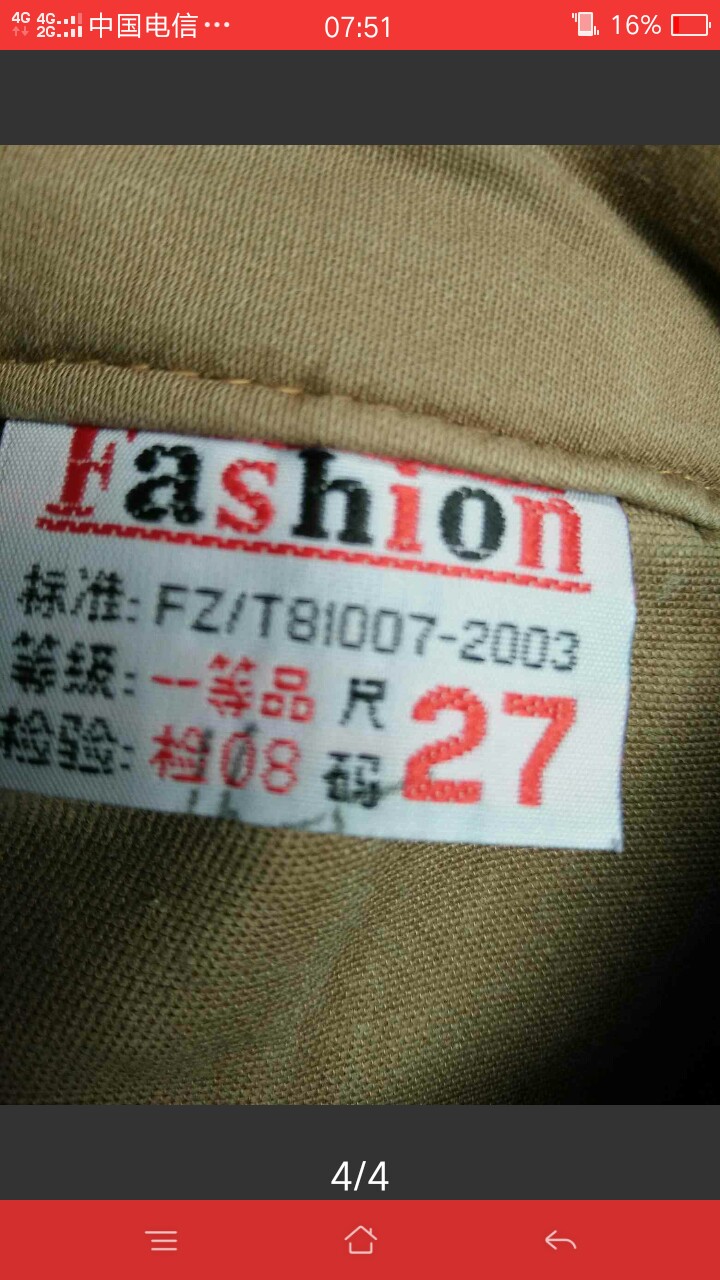 4G 4G 2G 中国电信··· 07:51 16%
Fashion
标准: FZ/T81007-2003
等级: 一等品 尺
检验: 检08 码 27
4/4